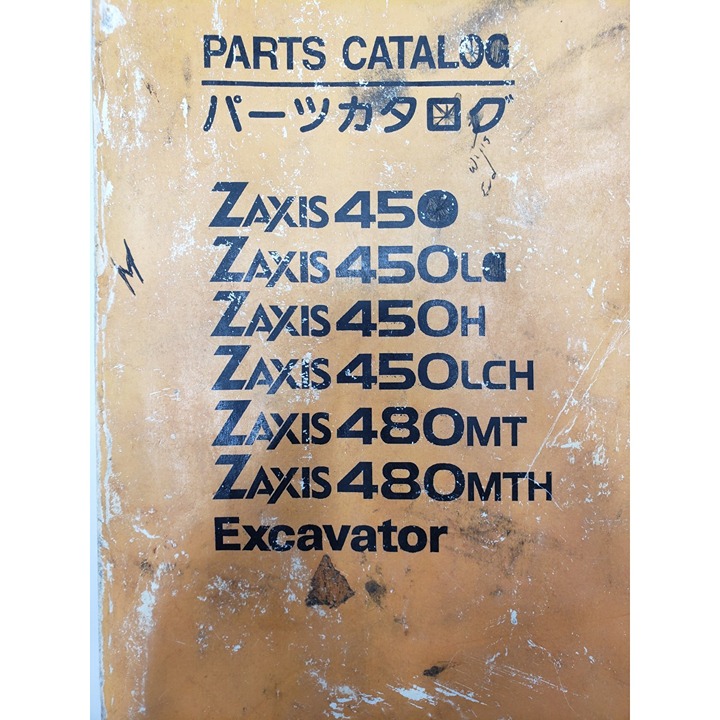 PARTS CATALOG
パーツカタログ
ZAXIS 450
ZAXIS 450LC
ZAXIS 450H
ZAXIS 450LCH
ZAXIS 480MT
ZAXIS 480MTH
Excavator